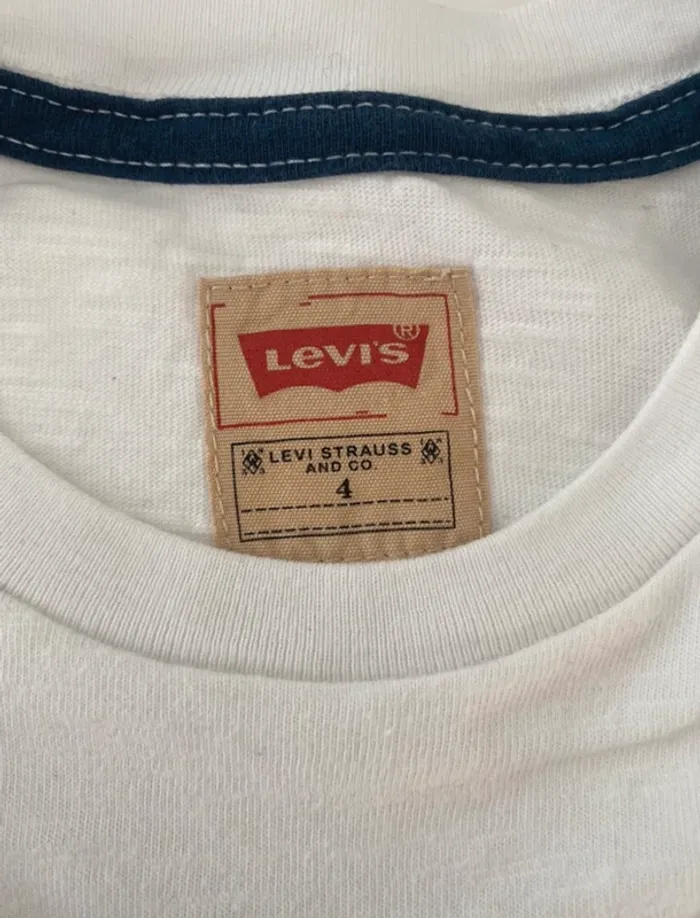 Levi's ®
LEVI STRAUSS
AND CO
4